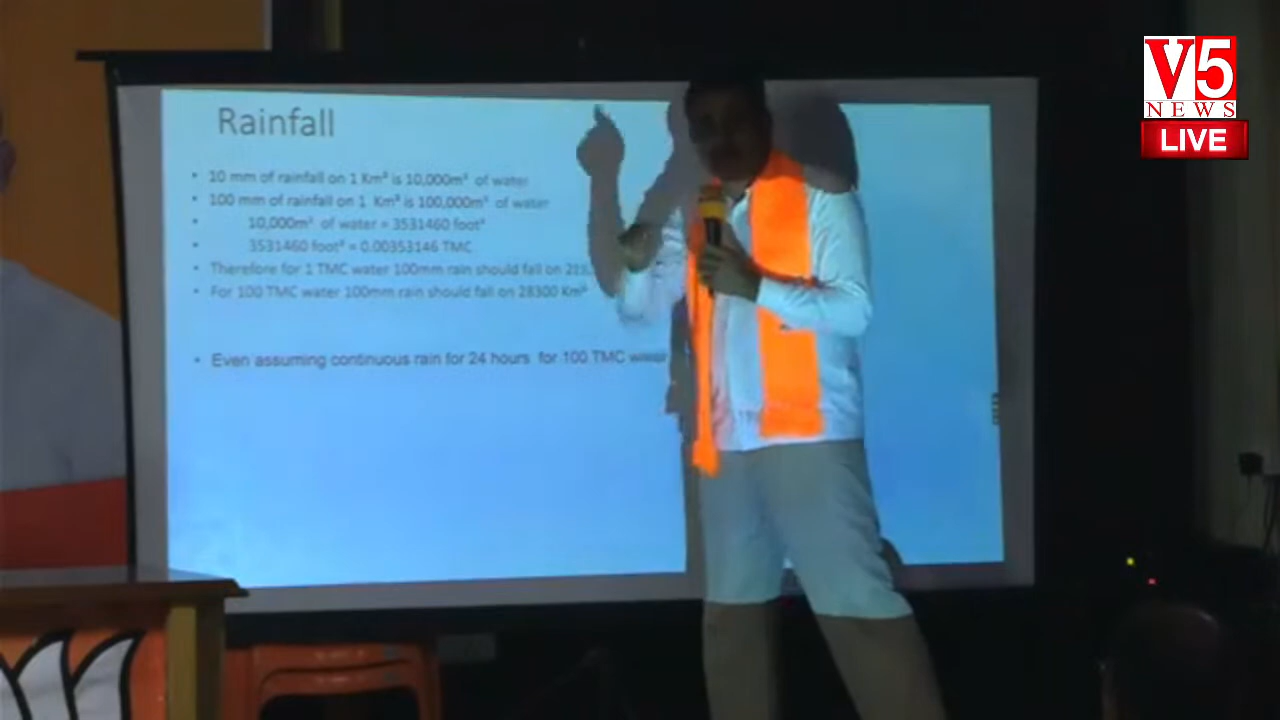 V5
NEWS
LIVE
Rainfall
• 10 mm of rainfall on 1 Km² is 10,000m³ of water
• 100 mm of rainfall on 1 Km² is 100,000m³ of water
• 10,000m³ of water = 3531460 foot³
• 3531460 foot³ = 0.00353146 TMC
• Therefore for 1 TMC water 100mm rain should fall on
• For 100 TMC water 100mm rain should fall on 28300 Km²
• Even assuming continuous rain for 24 hours for 100 TMC water